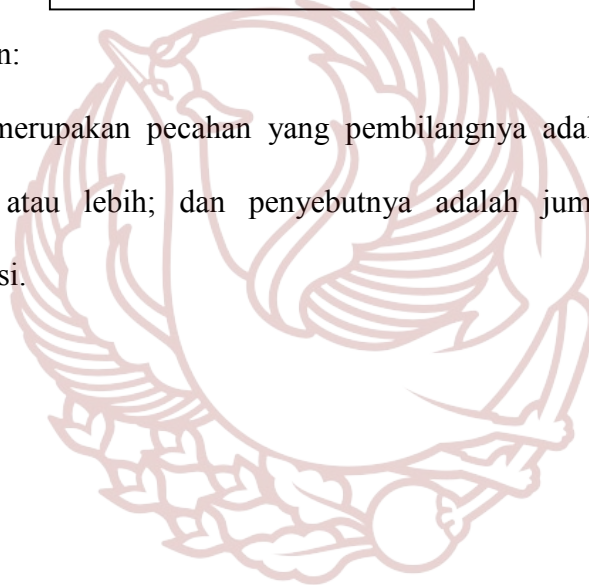 n:
merupakan pecahan yang pembilangnya adal
atau lebih; dan penyebutnya adalah jum
si.